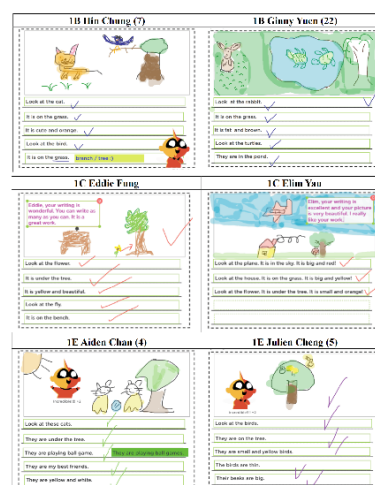 1B Hin Chung (7)
Look at the cat.
It is on the grass.
It is cute and orange.
Look at the bird.
It is on the grass. branch / tree :)
1B Ginny Yuen (22)
Look at the rabbit.
It is on the grass.
It is fat and brown.
Look at the turtles.
They are in the pond.
1C Eddie Fung
Eddie, your writing is
wonderful. You can write as
many as you can. It is a
great work.
Look at the flower.
It is under the tree.
It is yellow and beautiful.
Look at the fly.
It is on the bench.
1C Elim Yau
Elim, your writing is
excellent and your picture
is very beautiful. I really
like your work.
Look at the plane. It is in the sky. It is big and red!
Look at the house. It is on the grass. It is big and yellow!
Look at the flower. It is under the tree. It is small and orange!
1E Aiden Chan (4)
Look at these cats.
They are under the tree.
They are playing ball game. They are playing ball games.
They are my best friends.
They are yellow and white.
1E Julien Cheng (5)
Look at the birds.
They are on the tree.
They are small and yellow birds.
The birds are thin.
Their beaks are big.